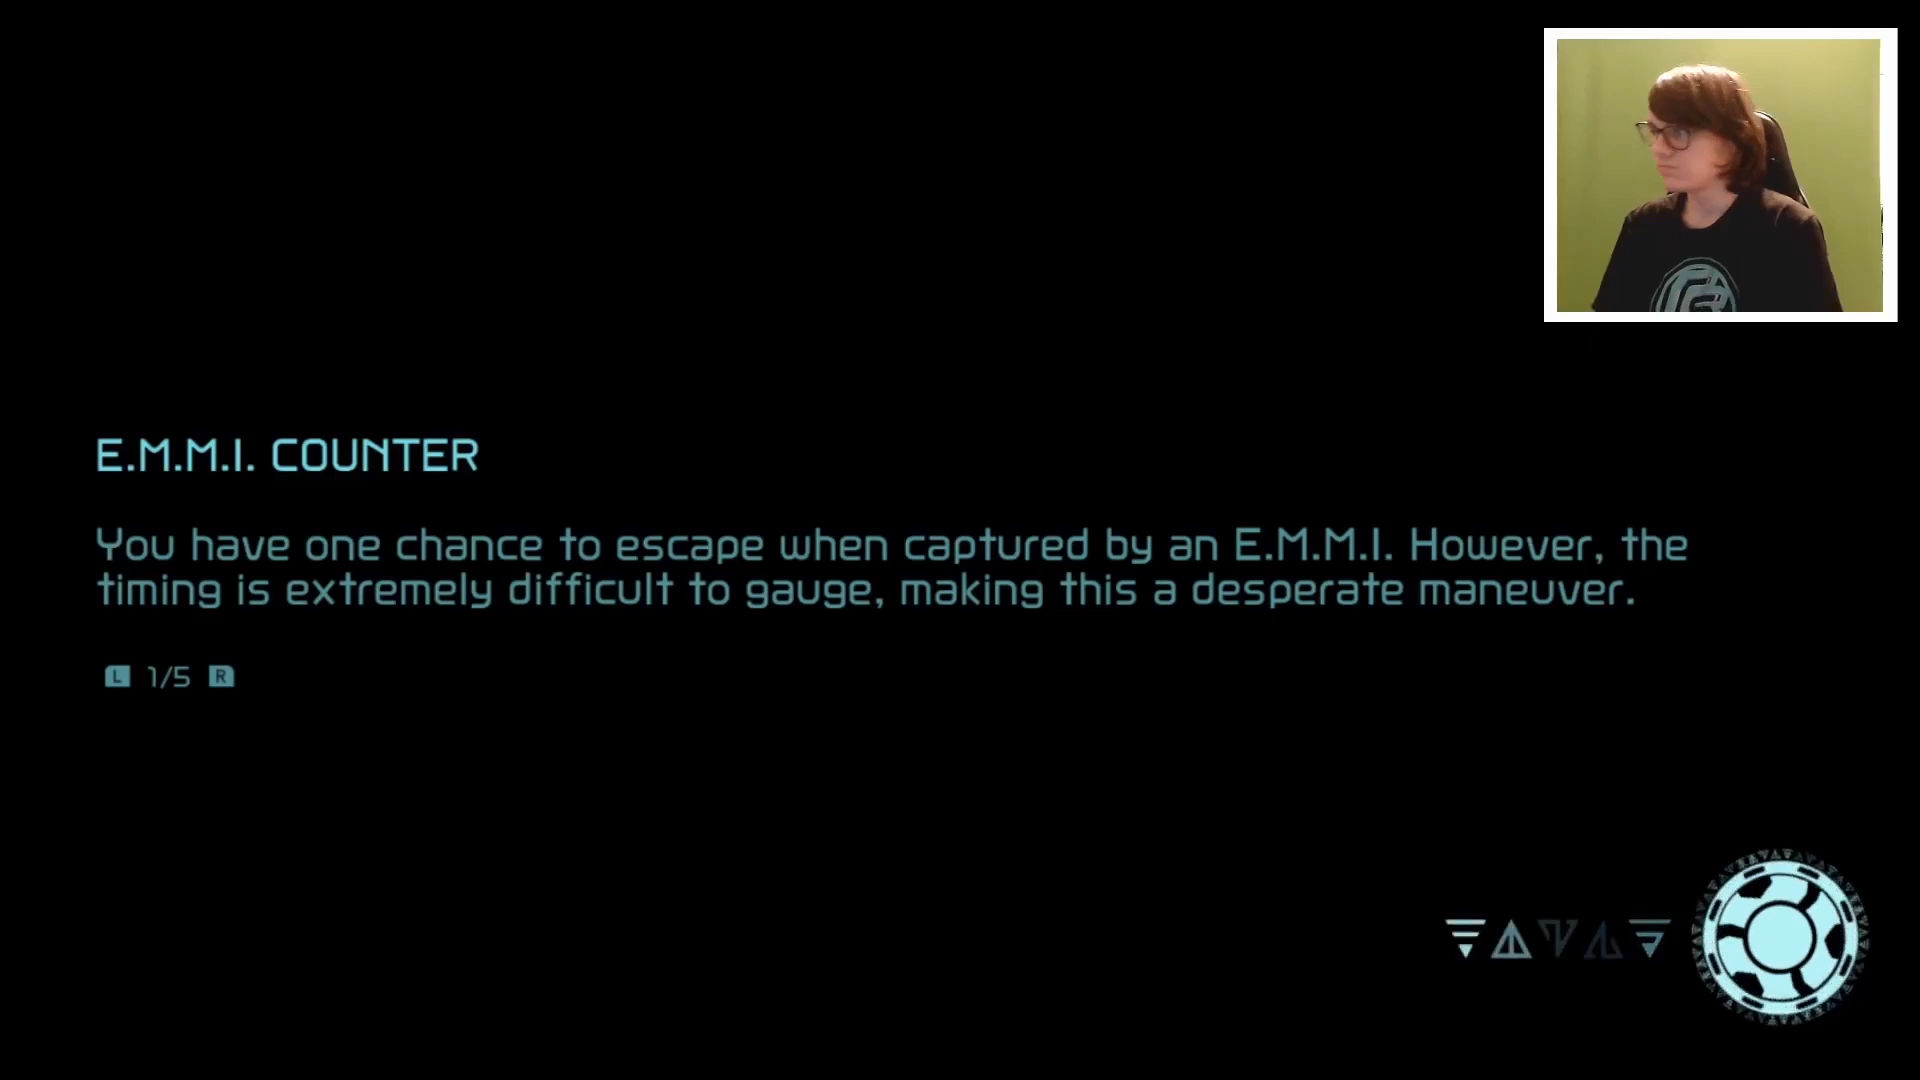 E.M.M.I. COUNTER
You have one chance to escape when captured by an E.M.M.I. However, the
timing is extremely difficult to gauge, making this a desperate maneuver.
L 1/5 R